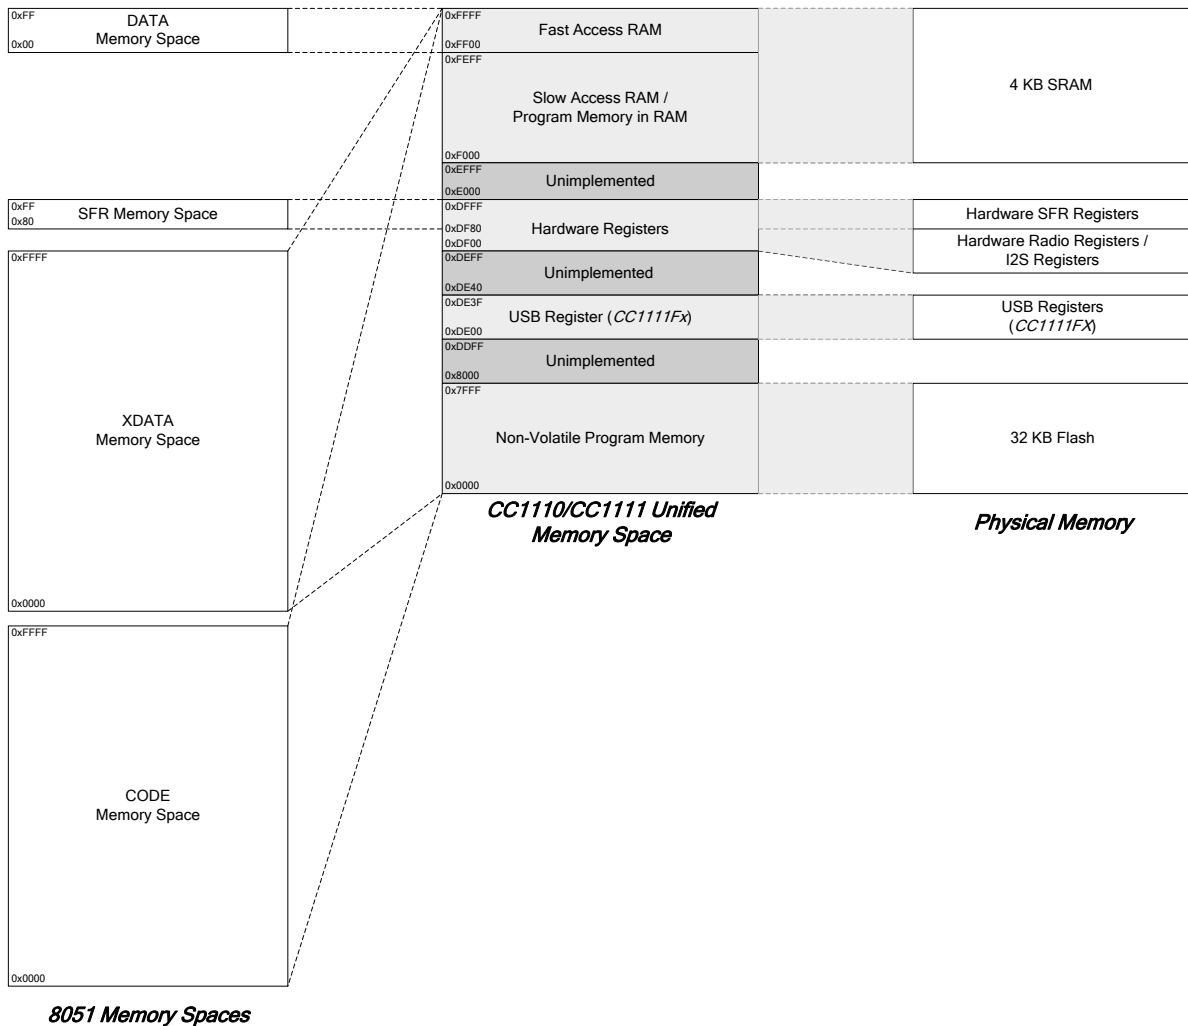 0xFF
DATA
Memory Space
0x00
0xFF
SFR Memory Space
0x80
0xFFFF
XDATA
Memory Space
0x0000
0xFFFF
CODE
Memory Space
0x0000
8051 Memory Spaces
0xFFFF
Fast Access RAM
0xFF00
0xFEFF
Slow Access RAM /
Program Memory in RAM
0xF000
0xEFFF
Unimplemented
0xE000
0xDFFF
Hardware Registers
0xDF80
0xDF00
0xDEFF
Unimplemented
0xDE40
0xDE3F
USB Register (CC1111Fx)
0xDE00
0xDDFF
Unimplemented
0x8000
0x7FFF
Non-Volatile Program Memory
0x0000
CC1110/CC1111 Unified
Memory Space
4 KB SRAM
Hardware SFR Registers
Hardware Radio Registers /
I2S Registers
USB Registers
(CC1111FX)
32 KB Flash
Physical Memory